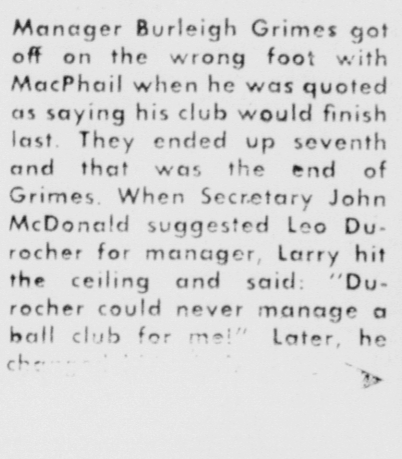 Manager Burleigh Grimes got
off on the wrong foot with
MacPhail when he was quoted
as saying his club would finish
last. They ended up seventh
and that was the end of
Grimes. When Secretary John
McDonald suggested Leo Du-
rocher for manager, Larry hit
the ceiling and said: "Du-
rocher could never manage a
ball club for me!" Later, he